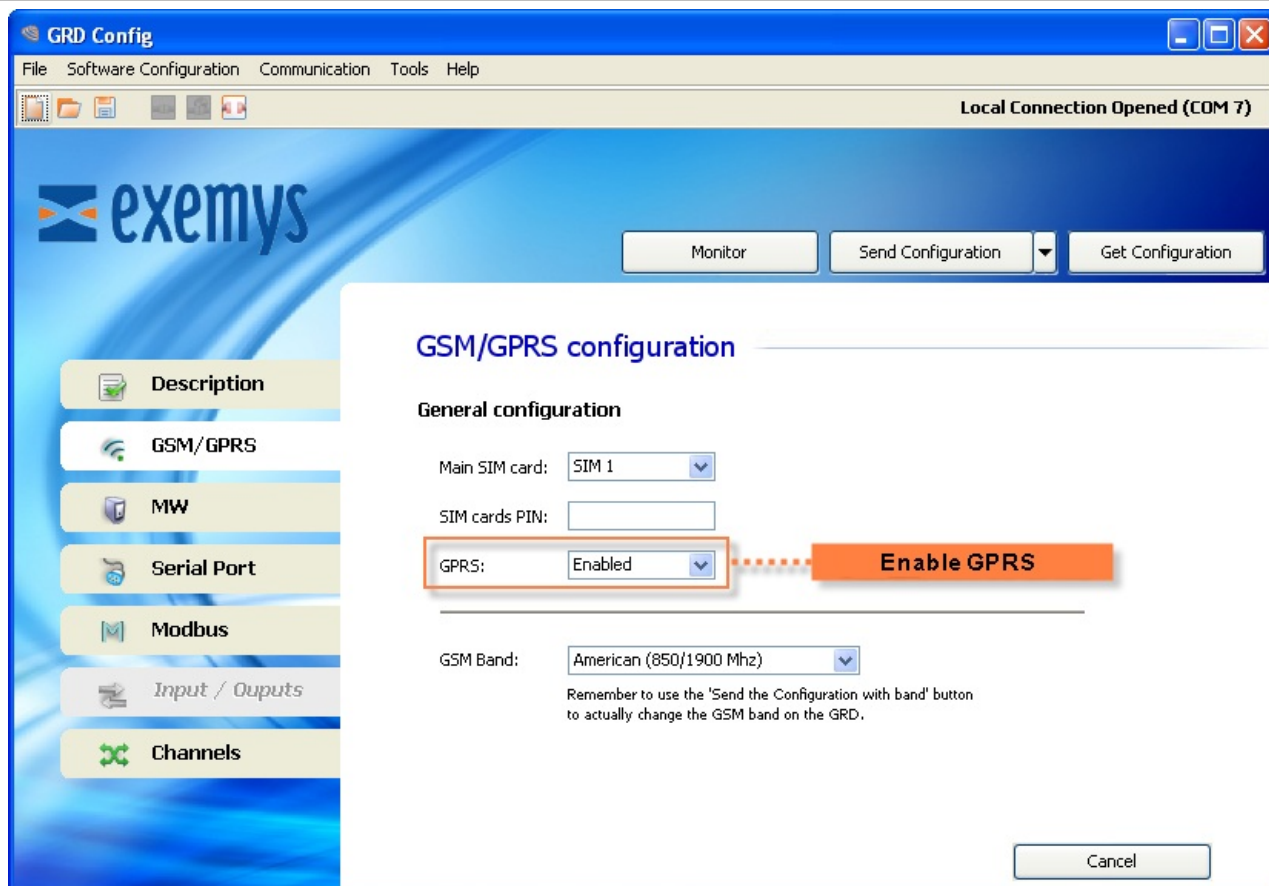 GRD Config
File Software Configuration Communication Tools Help
Local Connection Opened (COM 7)
exemys
Monitor
Send Configuration
Get Configuration
GSM/GPRS configuration
Description
General configuration
GSM/GPRS
Main SIM card: SIM 1
MW
SIM cards PIN:
Serial Port
GPRS: Enabled
Enable GPRS
Modbus
GSM Band: American (850/1900 Mhz)
Input / Ouputs
Remember to use the 'Send the Configuration with band' button
to actually change the GSM band on the GRD.
Channels
Cancel